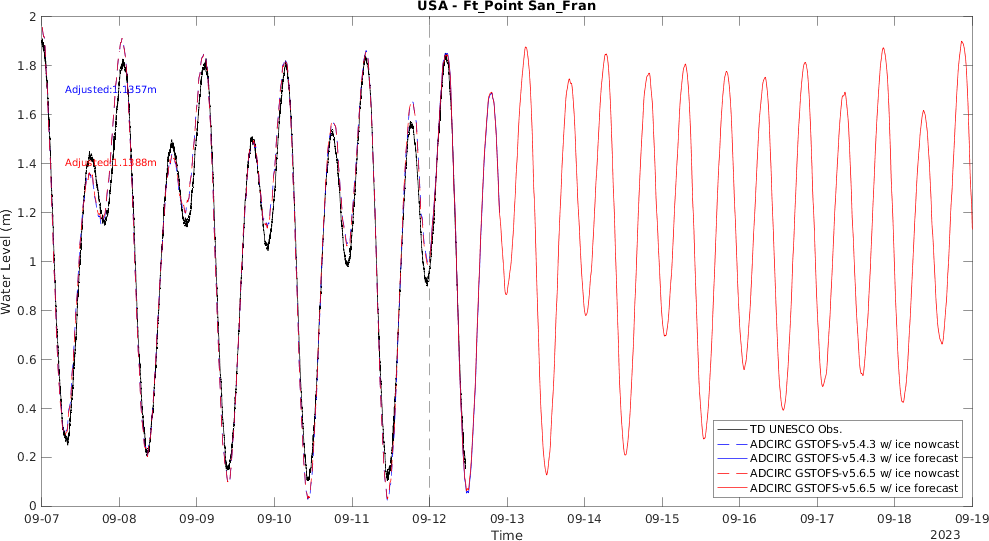 USA - Ft_Point San_Fran
2
1.8
1.6
1.4
1.2
1
0.8
0.6
0.4
0.2
0
Water Level (m)
Adjusted:1.1357m
Adjusted:1.1388m
TD UNESCO Obs.
ADCIRC GSTOFS-v5.4.3 w/ ice nowcast
ADCIRC GSTOFS-v5.4.3 w/ ice forecast
ADCIRC GSTOFS-v5.6.5 w/ ice nowcast
ADCIRC GSTOFS-v5.6.5 w/ ice forecast
09-07 09-08 09-09 09-10 09-11 09-12 09-13 09-14 09-15 09-16 09-17 09-18 09-19
Time
2023